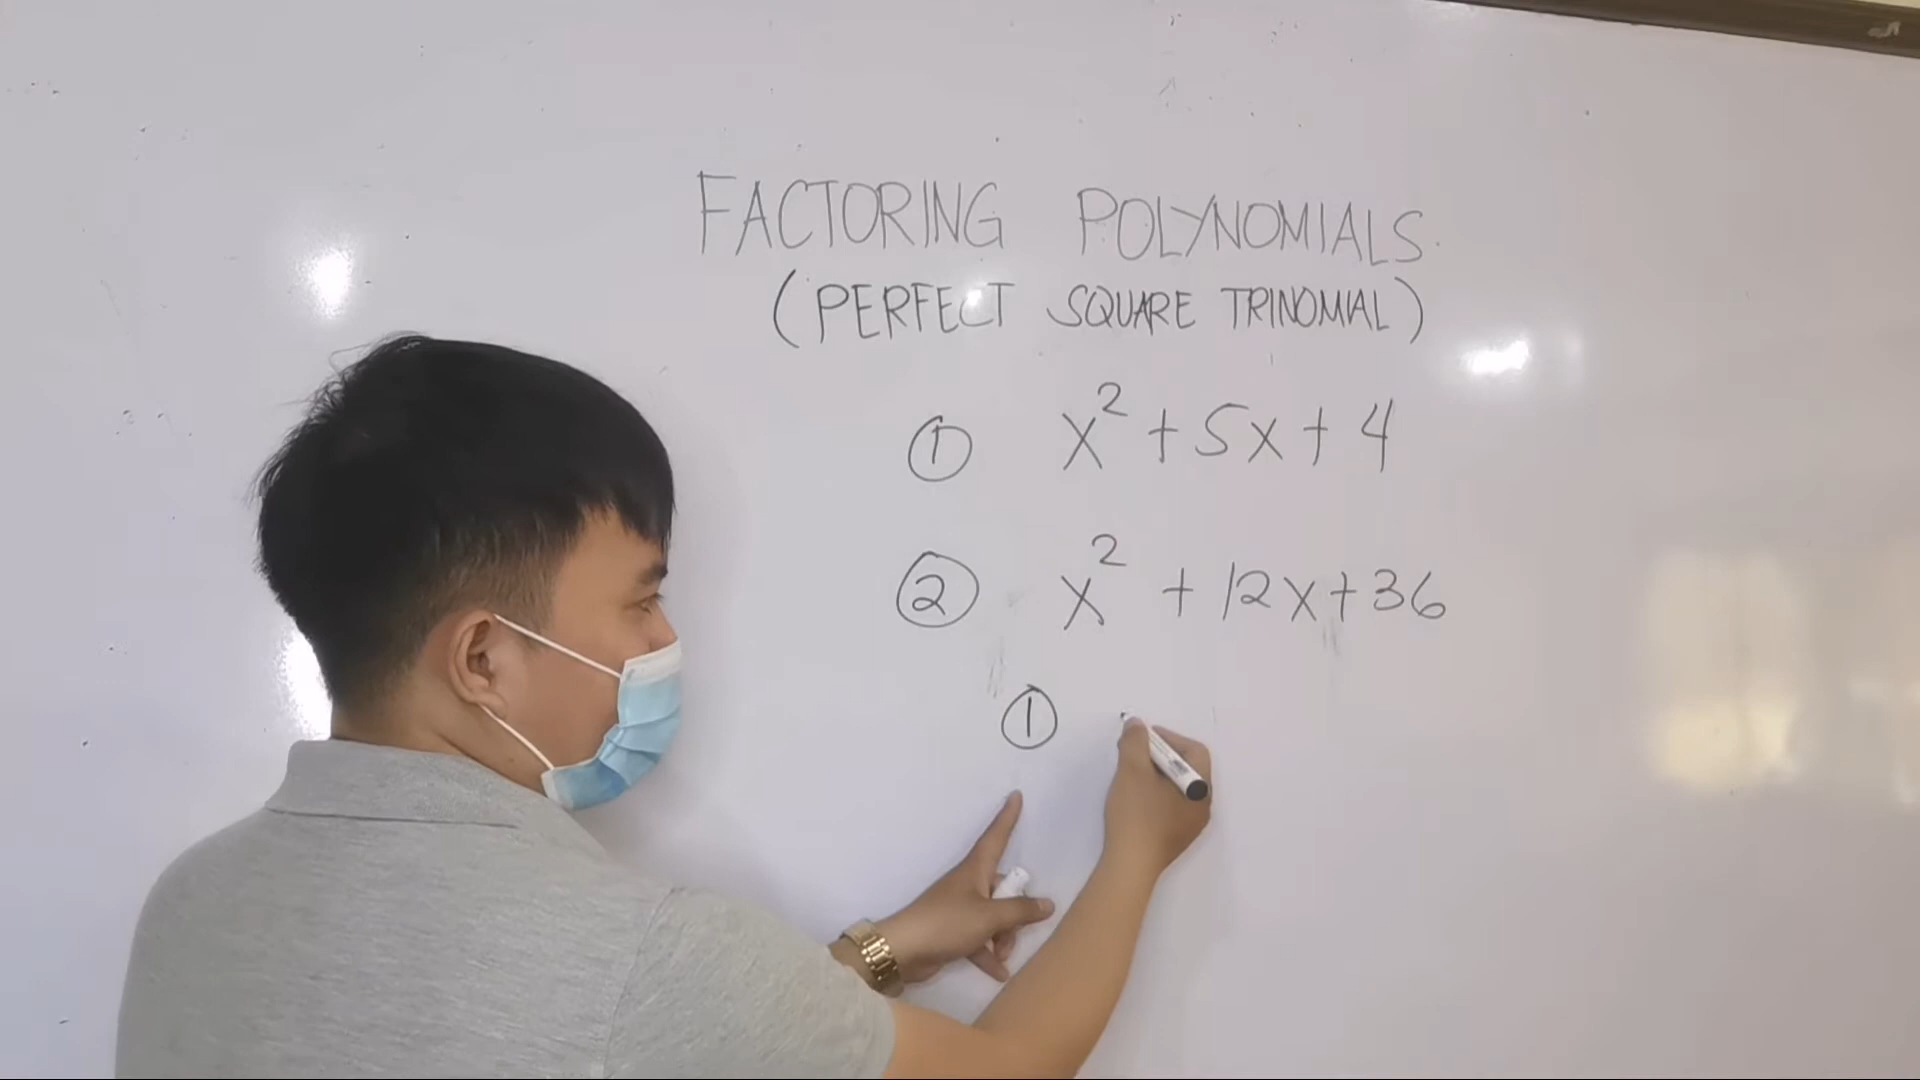 FACTORING POLYNOMIALS
(PERFECT SQUARE TRINOMIAL)
① x² + 5x + 4
② x² + 12x + 36
①